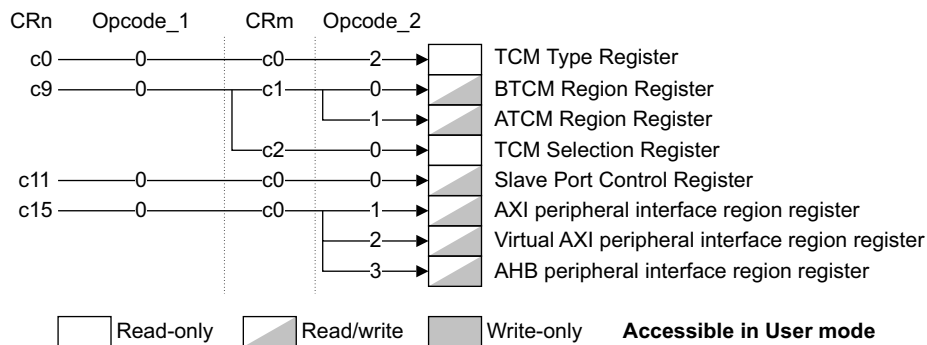 CRn Opcode_1 CRm Opcode_2
c0 0 c0 2 TCM Type Register
c9 0 c1 0 BTCM Region Register
1 ATCM Region Register
c2 0 TCM Selection Register
c11 0 c0 0 Slave Port Control Register
c15 0 c0 1 AXI peripheral interface region register
2 Virtual AXI peripheral interface region register
3 AHB peripheral interface region register
Read-only Read/write Write-only Accessible in User mode